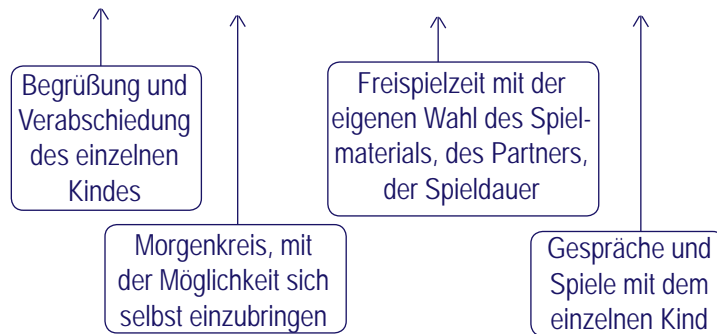 Begrüßung und
Verabschiedung
des einzelnen
Kindes
Freispielzeit mit der
eigenen Wahl des Spiel-
materials, des Partners,
der Spieldauer
Morgenkreis, mit
der Möglichkeit sich
selbst einzubringen
Gespräche und
Spiele mit dem
einzelnen Kind